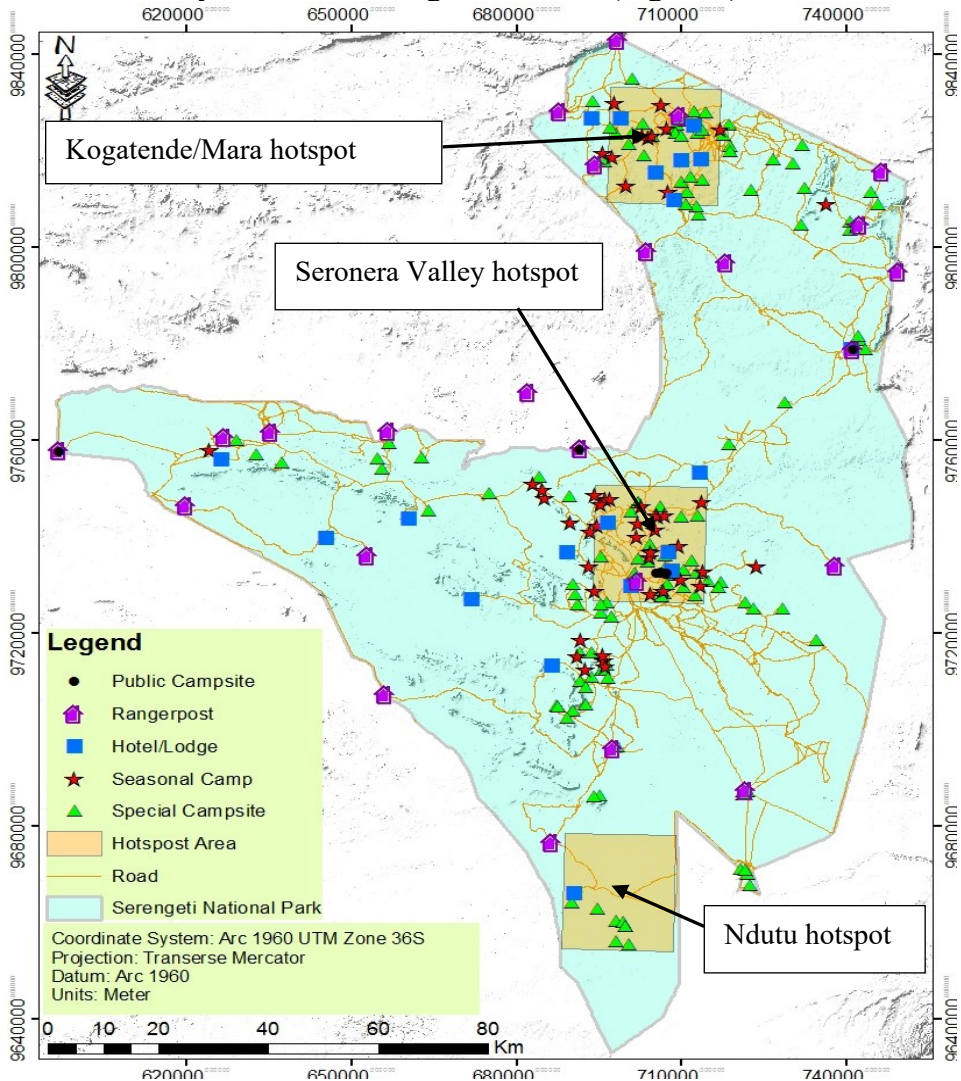 620000 650000 680000 710000 740000
9840000
9840000
N
Kogatende/Mara hotspot
9800000
9800000
Seronera Valley hotspot
9760000
9760000
9720000
9720000
Legend
Public Campsite
Rangerpost
Hotel/Lodge
Seasonal Camp
Special Campsite
Hotspost Area
Road
Serengeti National Park
9680000
9680000
Ndutu hotspot
Coordinate System: Arc 1960 UTM Zone 36S
Projection: Transerse Mercator
Datum: Arc 1960
Units: Meter
9640000
9640000
0 10 20 40 60 80
Km
620000 650000 680000 710000 740000